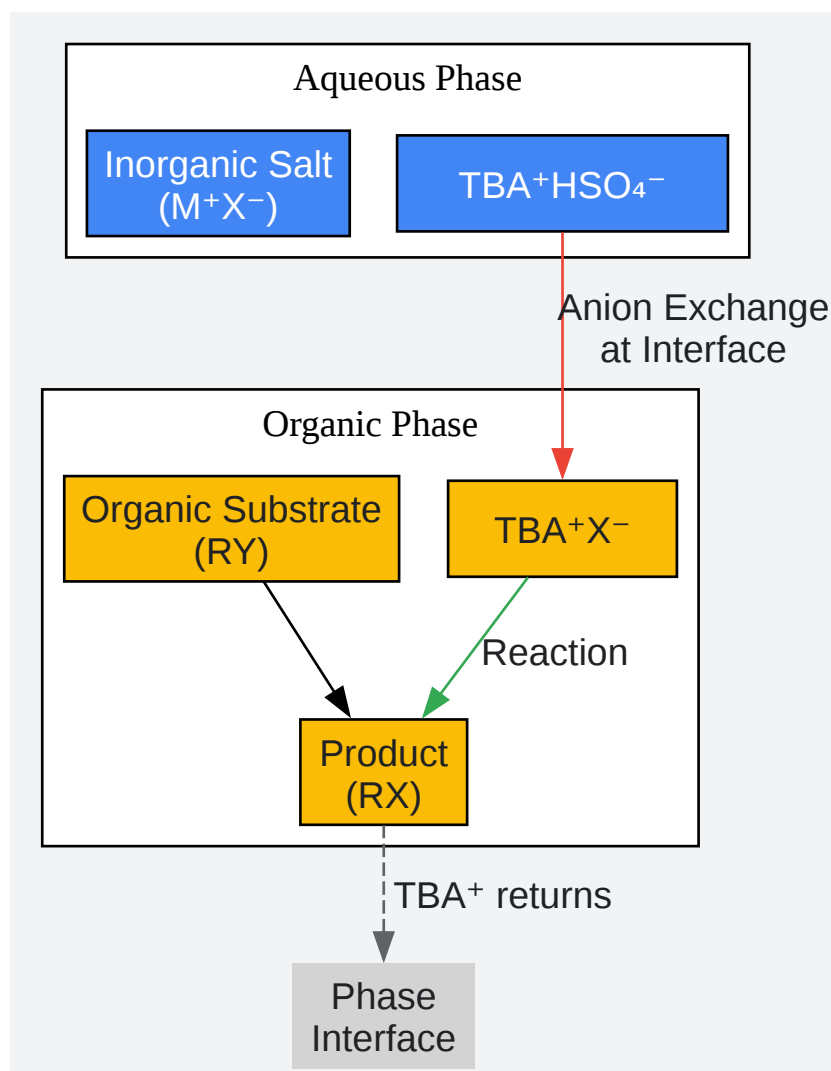 Aqueous Phase
Inorganic Salt
(M⁺X⁻)
TBA⁺HSO₄⁻
Anion Exchange
at Interface
Organic Phase
Organic Substrate
(RY)
TBA⁺X⁻
Reaction
Product
(RX)
TBA⁺ returns
Phase
Interface